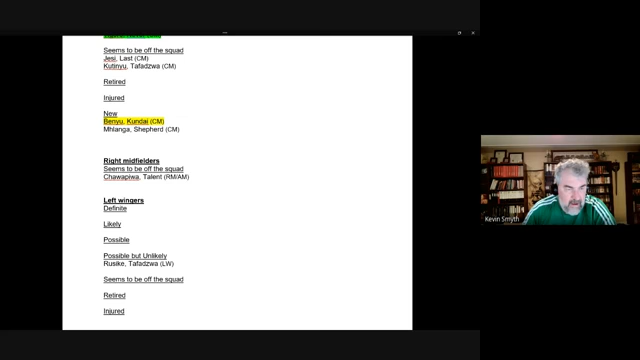 Seems to be off the squad
Jesi, Last (CM)
Kutinyu, Tafadzwa (CM)
Retired
Injured
New
Benyu, Kundai (CM)
Mhlanga, Shepherd (CM)
Right midfielders
Seems to be off the squad
Chawapiwa, Talent (RM/AM)
Left wingers
Definite
Likely
Possible
Possible but Unlikely
Rusike, Tafadzwa (LW)
Seems to be off the squad
Retired
Injured
Kevin Smyth